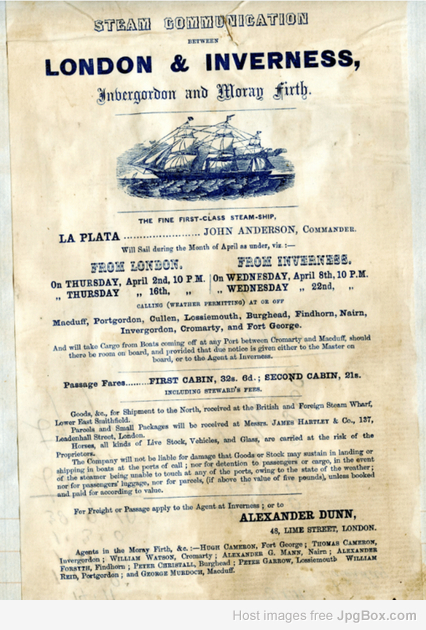 STEAM COMMUNICATION
BETWEEN
LONDON & INVERNESS,
Invergordon and Moray Firth.
THE FINE FIRST-CLASS STEAM-SHIP,
LA PLATA ........................ JOHN ANDERSON, COMMANDER.
Will Sail during the Month of April as under, viz. :—
FROM LONDON. FROM INVERNESS.
On THURSDAY, April 2nd, 10 P M. On WEDNESDAY, April 8th, 10 P.M.
„ THURSDAY „ 16th, „ „ WEDNESDAY „ 22nd, „
CALLING (WEATHER PERMITTING) AT OR OFF
Macduff, Portgordon, Cullen, Lossiemouth, Burghead, Findhorn, Nairn,
Invergordon, Cromarty, and Fort George.
And will take Cargo from Boats coming off at any Port between Cromarty and Macduff, should
there be room on board, and provided that due notice is given either to the Master on
board, or to the Agent at Inverness.
Passage Fares......FIRST CABIN, 32s. 6d.; SECOND CABIN, 21s.
INCLUDING STEWARD'S FEES.
Goods, &c., for Shipment to the North, received at the British and Foreign Steam Wharf,
Lower East Smithfield.
Parcels and Small Packages will be received at Messrs. JAMES HARTLEY & Co., 137,
Leadenhall Street, London.
Horses, all kinds of Live Stock, Vehicles, and Glass, are carried at the risk of the
Proprietors.
The Company will not be liable for damage that Goods or Stock may sustain in landing or
shipping in boats at the ports of call; nor for detention to passengers or cargo, in the event
of the steamer being unable to touch at any of the ports, owing to the state of the weather;
nor for passengers' luggage, nor for parcels, (if above the value of five pounds), unless booked
and paid for according to value.
For Freight or Passage apply to the Agent at Inverness; or to
ALEXANDER DUNN,
48, LIME STREET, LONDON.
Agents in the Moray Firth, &c. :—HUGH CAMERON, Fort George; THOMAS CAMERON,
Invergordon; WILLIAM WATSON, Cromarty; ALEXANDER G. MANN, Nairn; ALEXANDER
FORSYTH, Findhorn; PETER CHRISTALL, Burghead; PETER GARROW, Lossiemouth WILLIAM
REID, Portgordon; and GEORGE MURDOCH, Macduff.
Host images free JpgBox.com